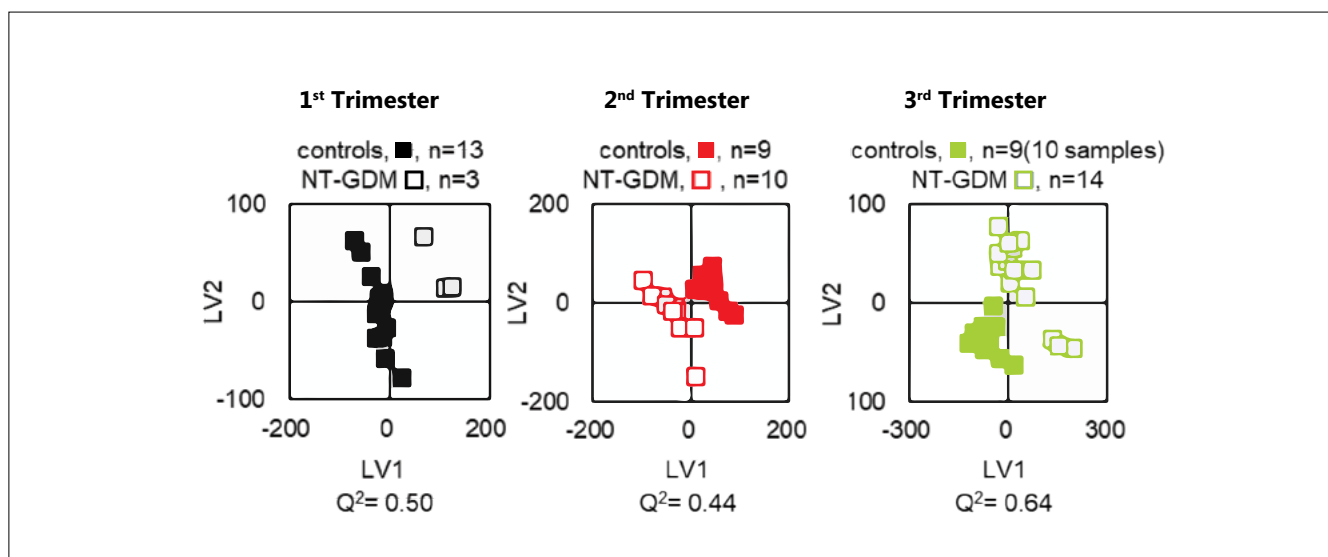 1st Trimester
controls, ■, n=13
NT-GDM □, n=3
100
0
-100
LV2
-200 0 200
LV1
Q²= 0.50
2nd Trimester
controls, ■, n=9
NT-GDM, □ , n=10
200
0
-200
LV2
-200 0 200
LV1
Q²= 0.44
3rd Trimester
controls, ■, n=9(10 samples)
NT-GDM □, n=14
100
0
100
LV2
-300 0 300
LV1
Q²= 0.64